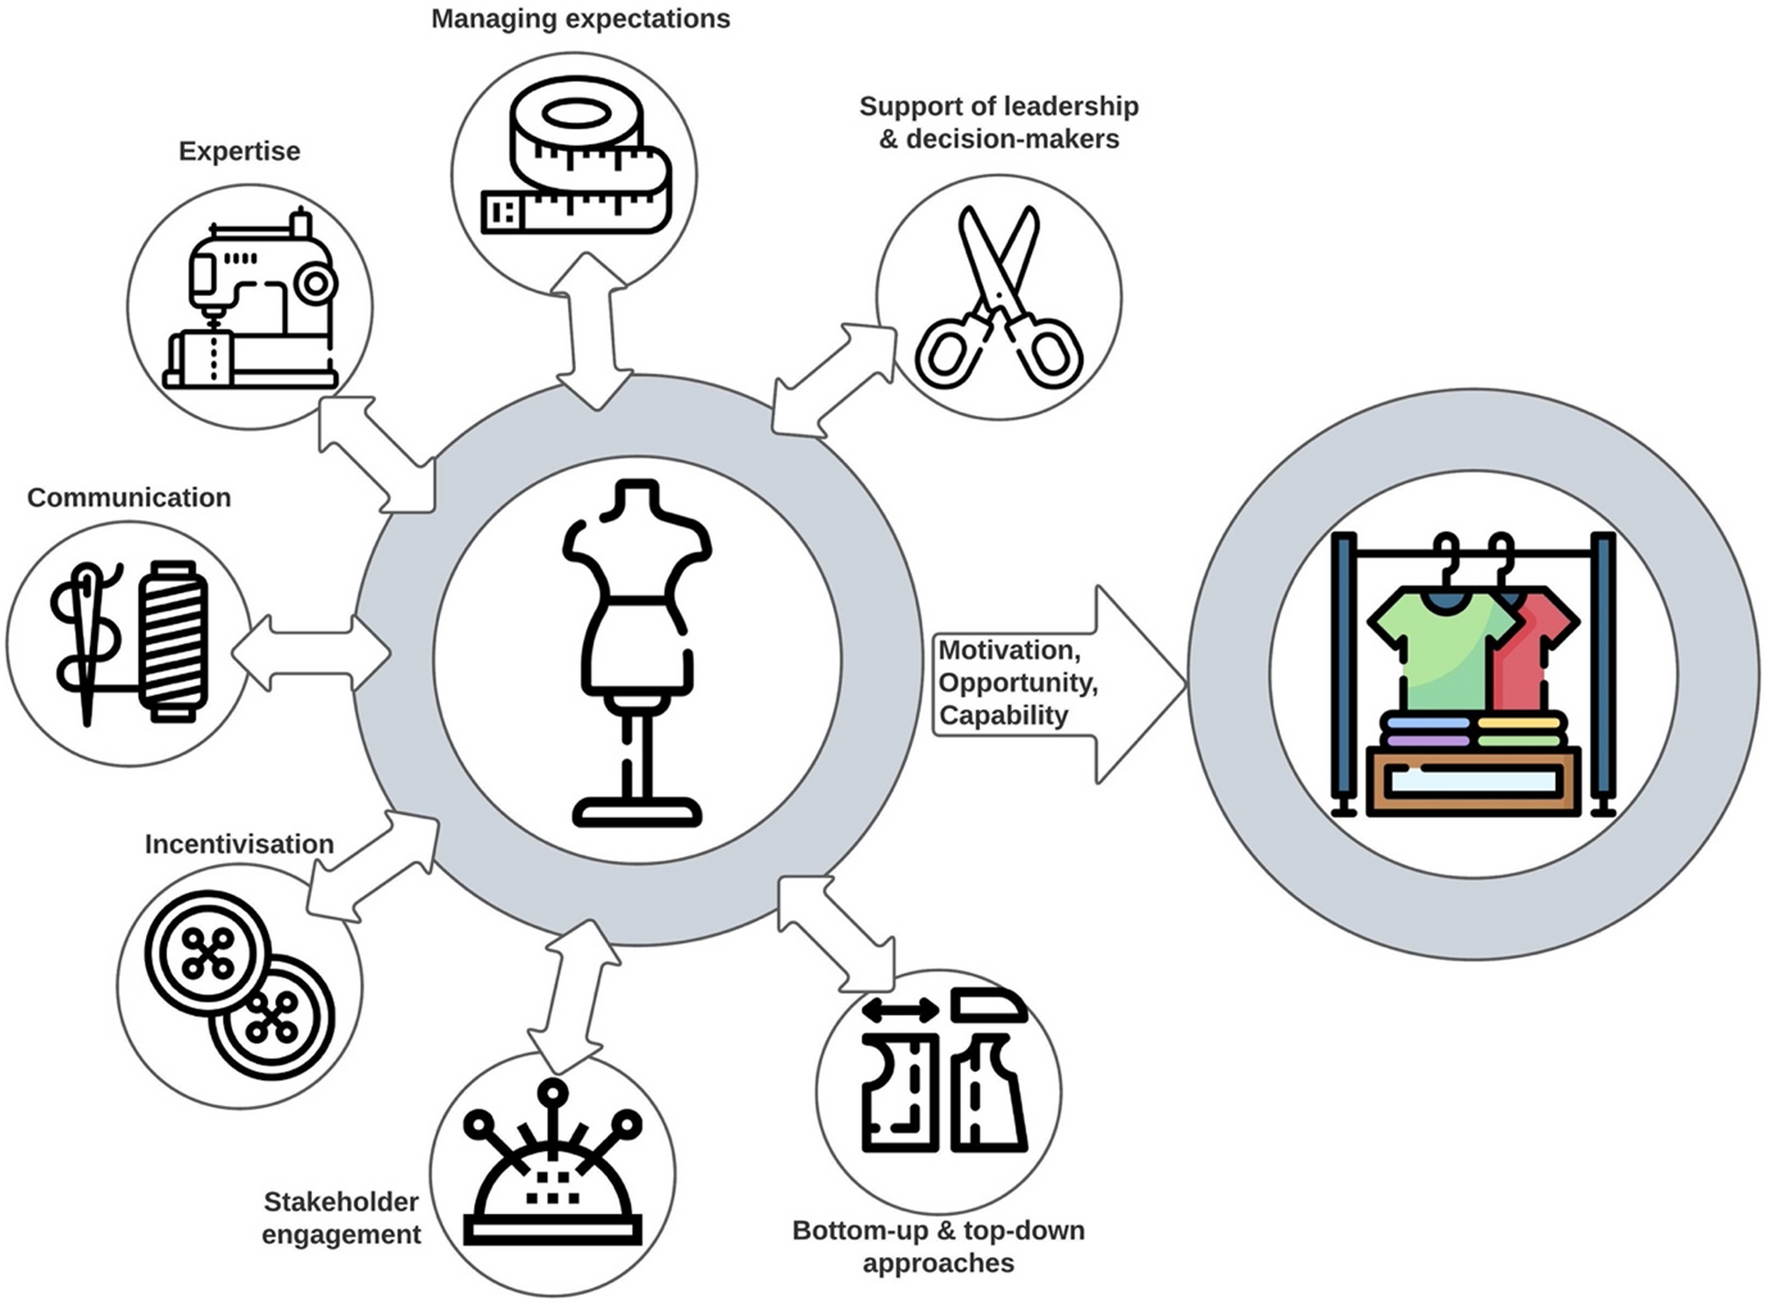 Managing expectations
Support of leadership
& decision-makers
Expertise
Communication
Motivation,
Opportunity,
Capability
Incentivisation
Stakeholder
engagement
Bottom-up & top-down
approaches